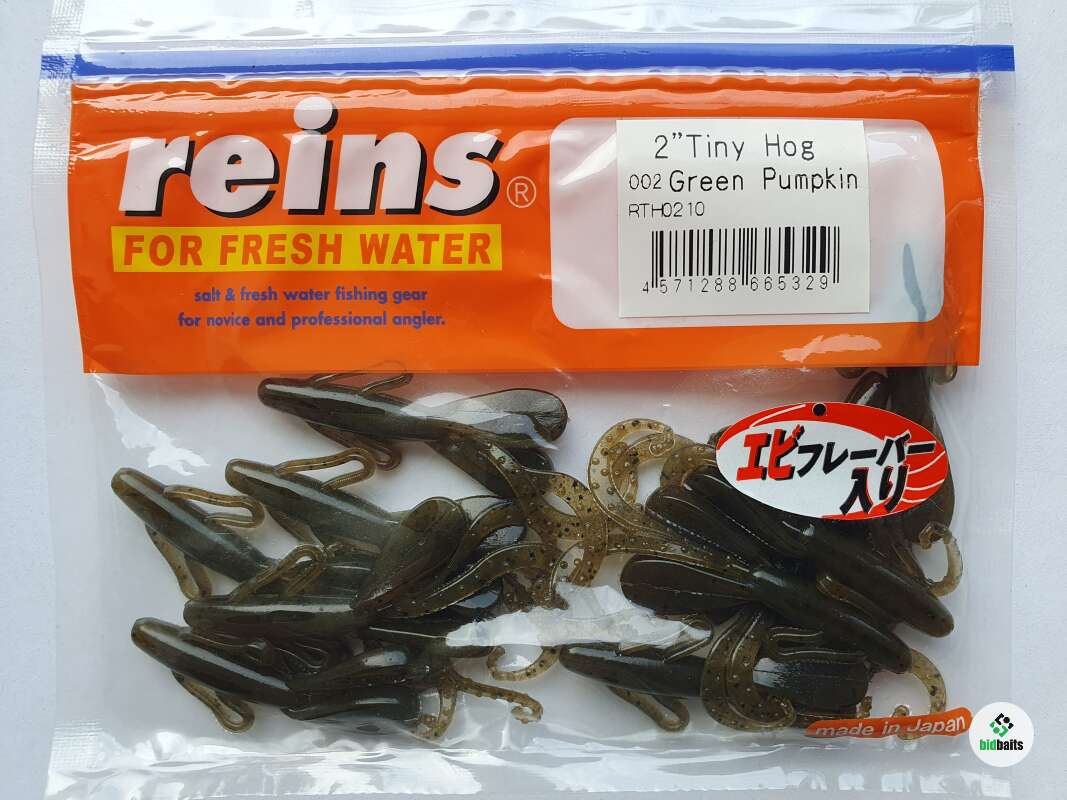 reins®
FOR FRESH WATER
salt & fresh water fishing gear
for novice and professional angler.
2"Tiny Hog
002 Green Pumpkin
RTH0210
4 571288 665329
エビフレーバー
入り
made in Japan
bidbaits